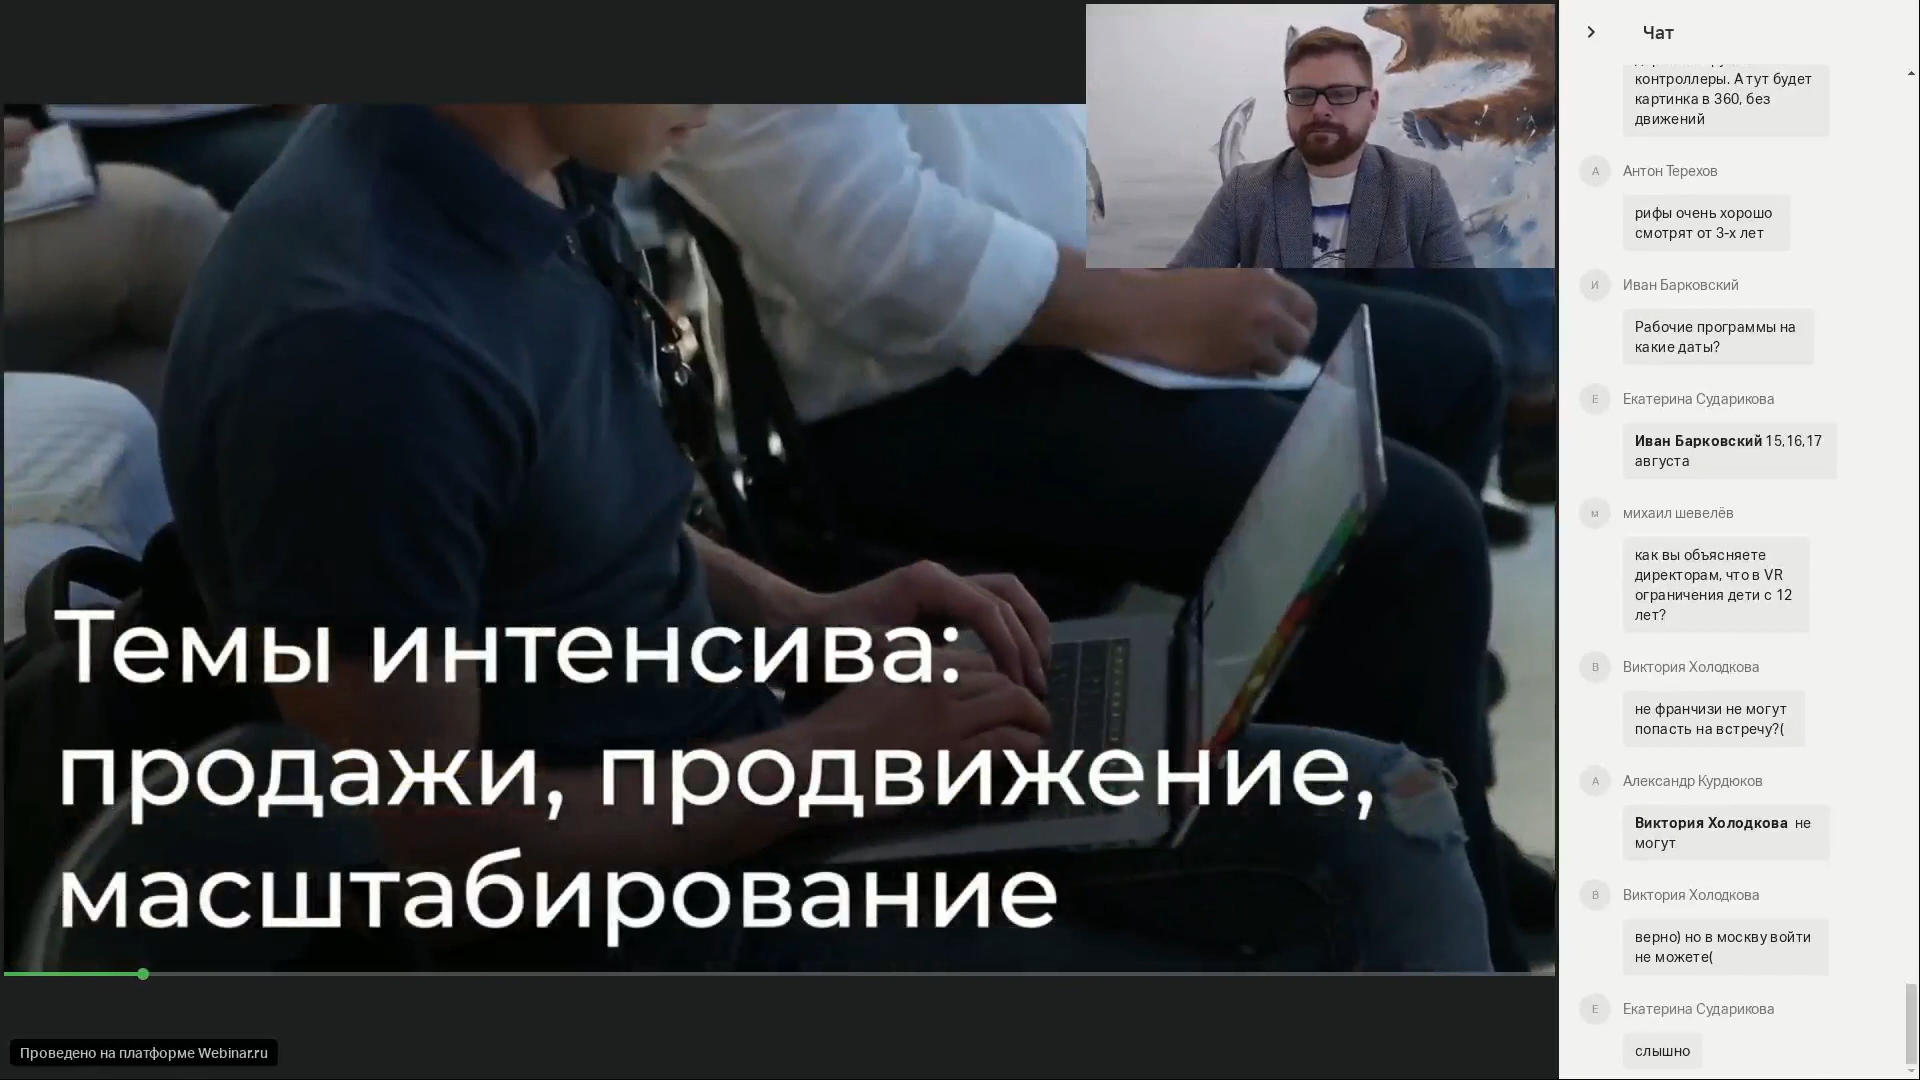 Темы интенсива:
продажи, продвижение,
масштабирование
Проведено на платформе Webinar.ru
Чат
контроллеры. А тут будет
картинка в 360, без
движений
А
Антон Терехов
рифы очень хорошо
смотрят от 3-х лет
И
Иван Барковский
Рабочие программы на
какие даты?
Е
Екатерина Сударикова
Иван Барковский 15,16,17
августа
м
михаил шевелёв
как вы объясняете
директорам, что в VR
ограничения дети с 12
лет?
В
Виктория Холодкова
не франчизи не могут
попасть на встречу?(
А
Александр Курдюков
Виктория Холодкова не
могут
В
Виктория Холодкова
верно) но в москву войти
не можете(
Е
Екатерина Сударикова
слышно